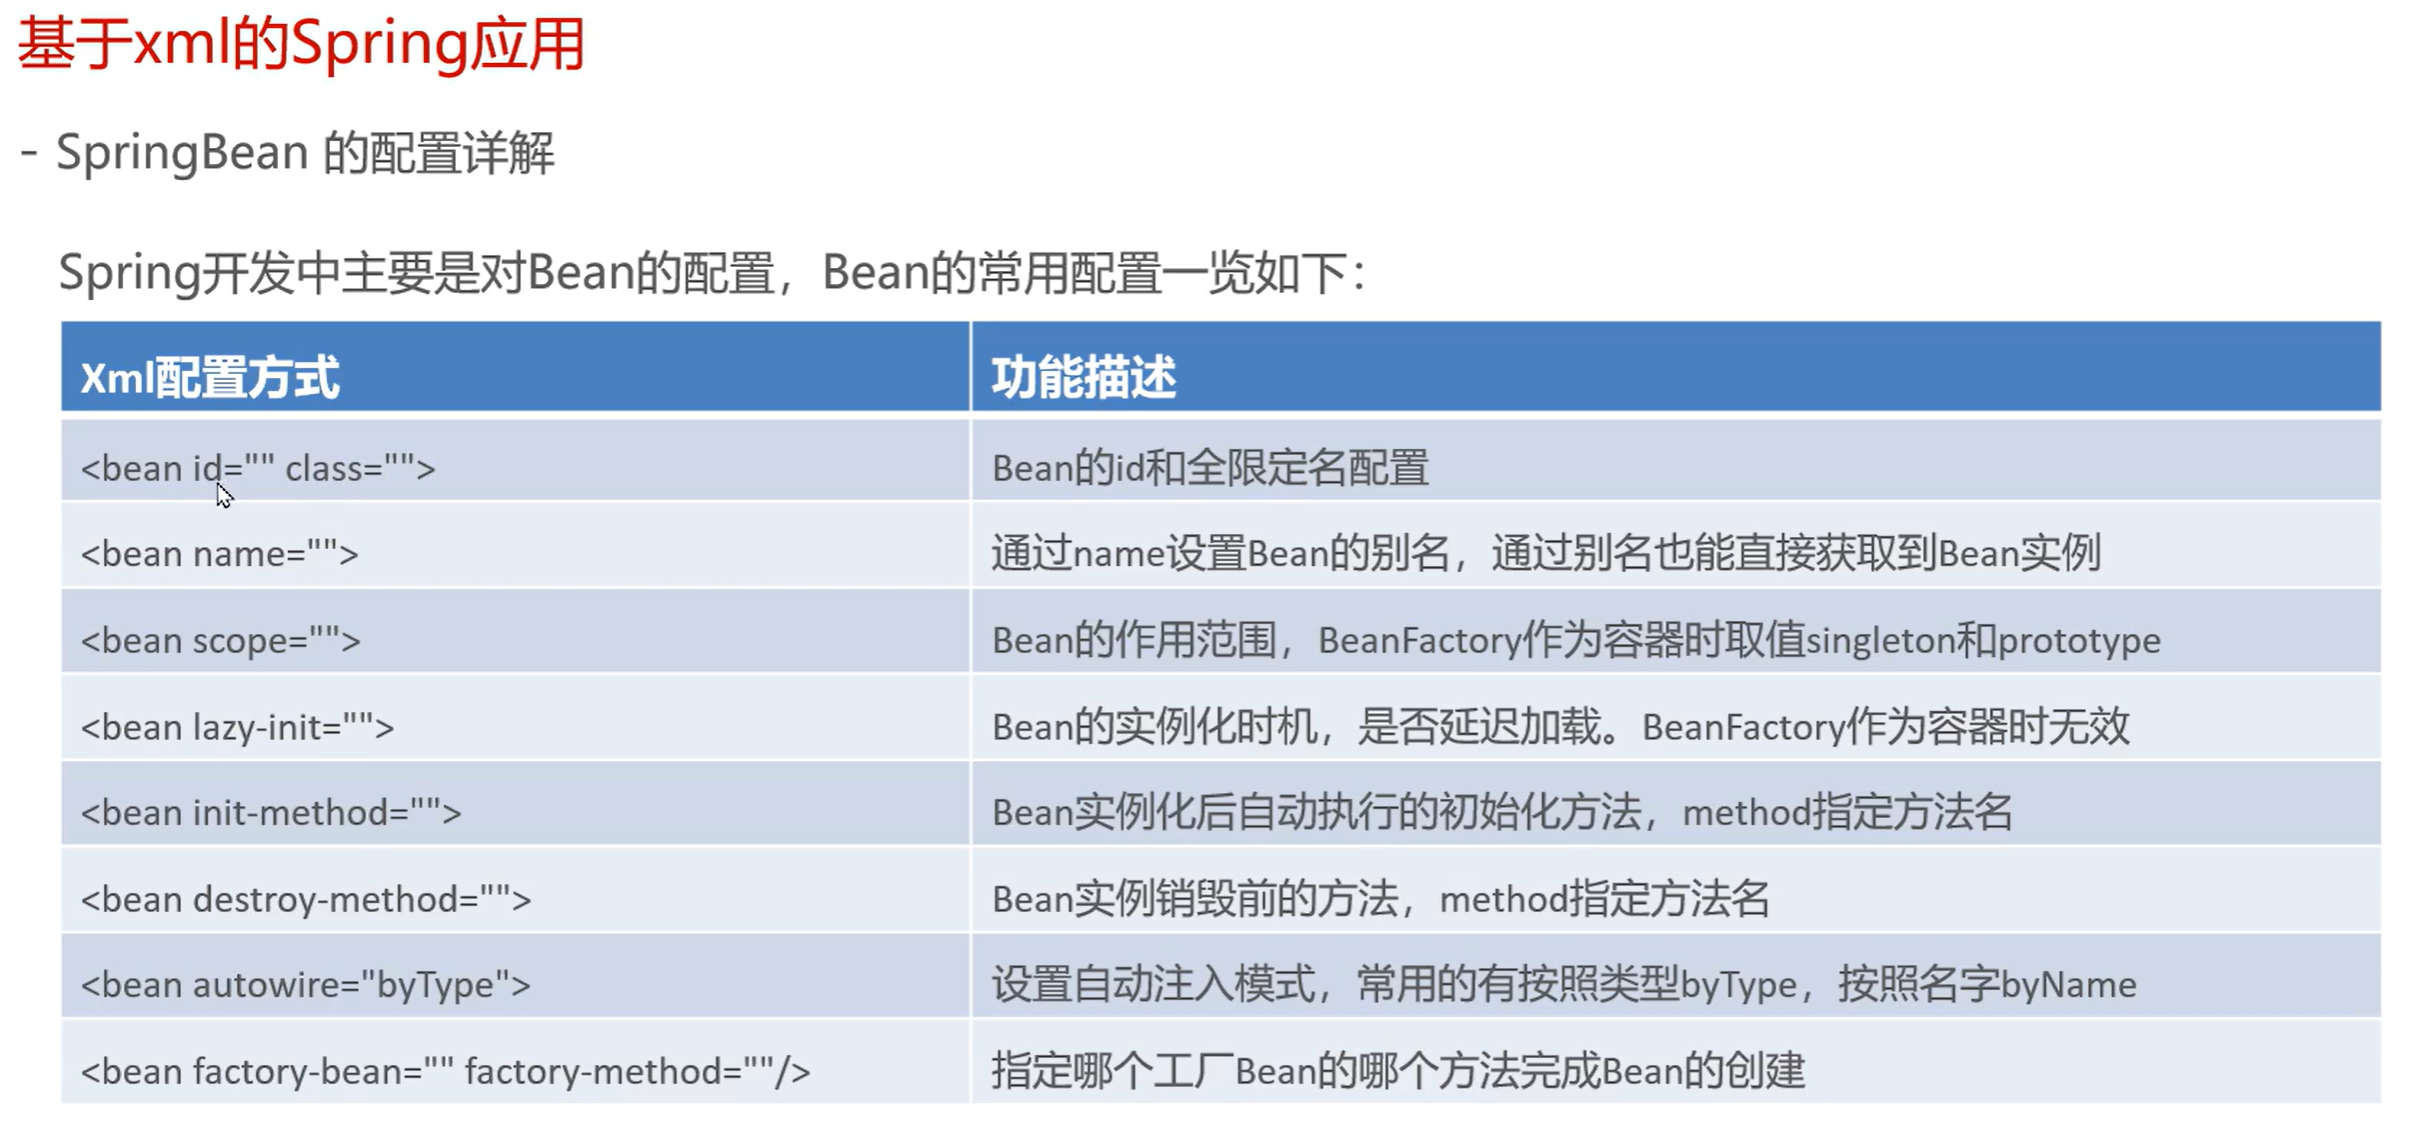 基于xml的Spring应用
- SpringBean 的配置详解
Spring开发中主要是对Bean的配置，Bean的常用配置一览如下：
Xml配置方式 功能描述
<bean id="" class=""> Bean的id和全限定名配置
<bean name=""> 通过name设置Bean的别名，通过别名也能直接获取到Bean实例
<bean scope=""> Bean的作用范围，BeanFactory作为容器时取值singleton和prototype
<bean lazy-init=""> Bean的实例化时机，是否延迟加载。BeanFactory作为容器时无效
<bean init-method=""> Bean实例化后自动执行的初始化方法，method指定方法名
<bean destroy-method=""> Bean实例销毁前的方法，method指定方法名
<bean autowire="byType"> 设置自动注入模式，常用的有按照类型byType，按照名字byName
<bean factory-bean="" factory-method=""/> 指定哪个工厂Bean的哪个方法完成Bean的创建